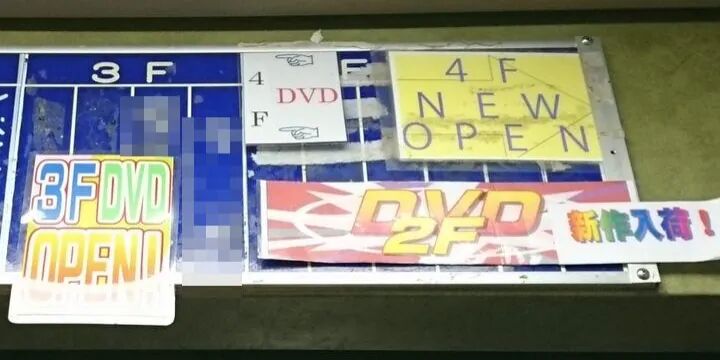 3F
F
4 DVD
F
4F
NEW
OPEN
3F DVD
OPEN!
DVD
2F
新作入荷!